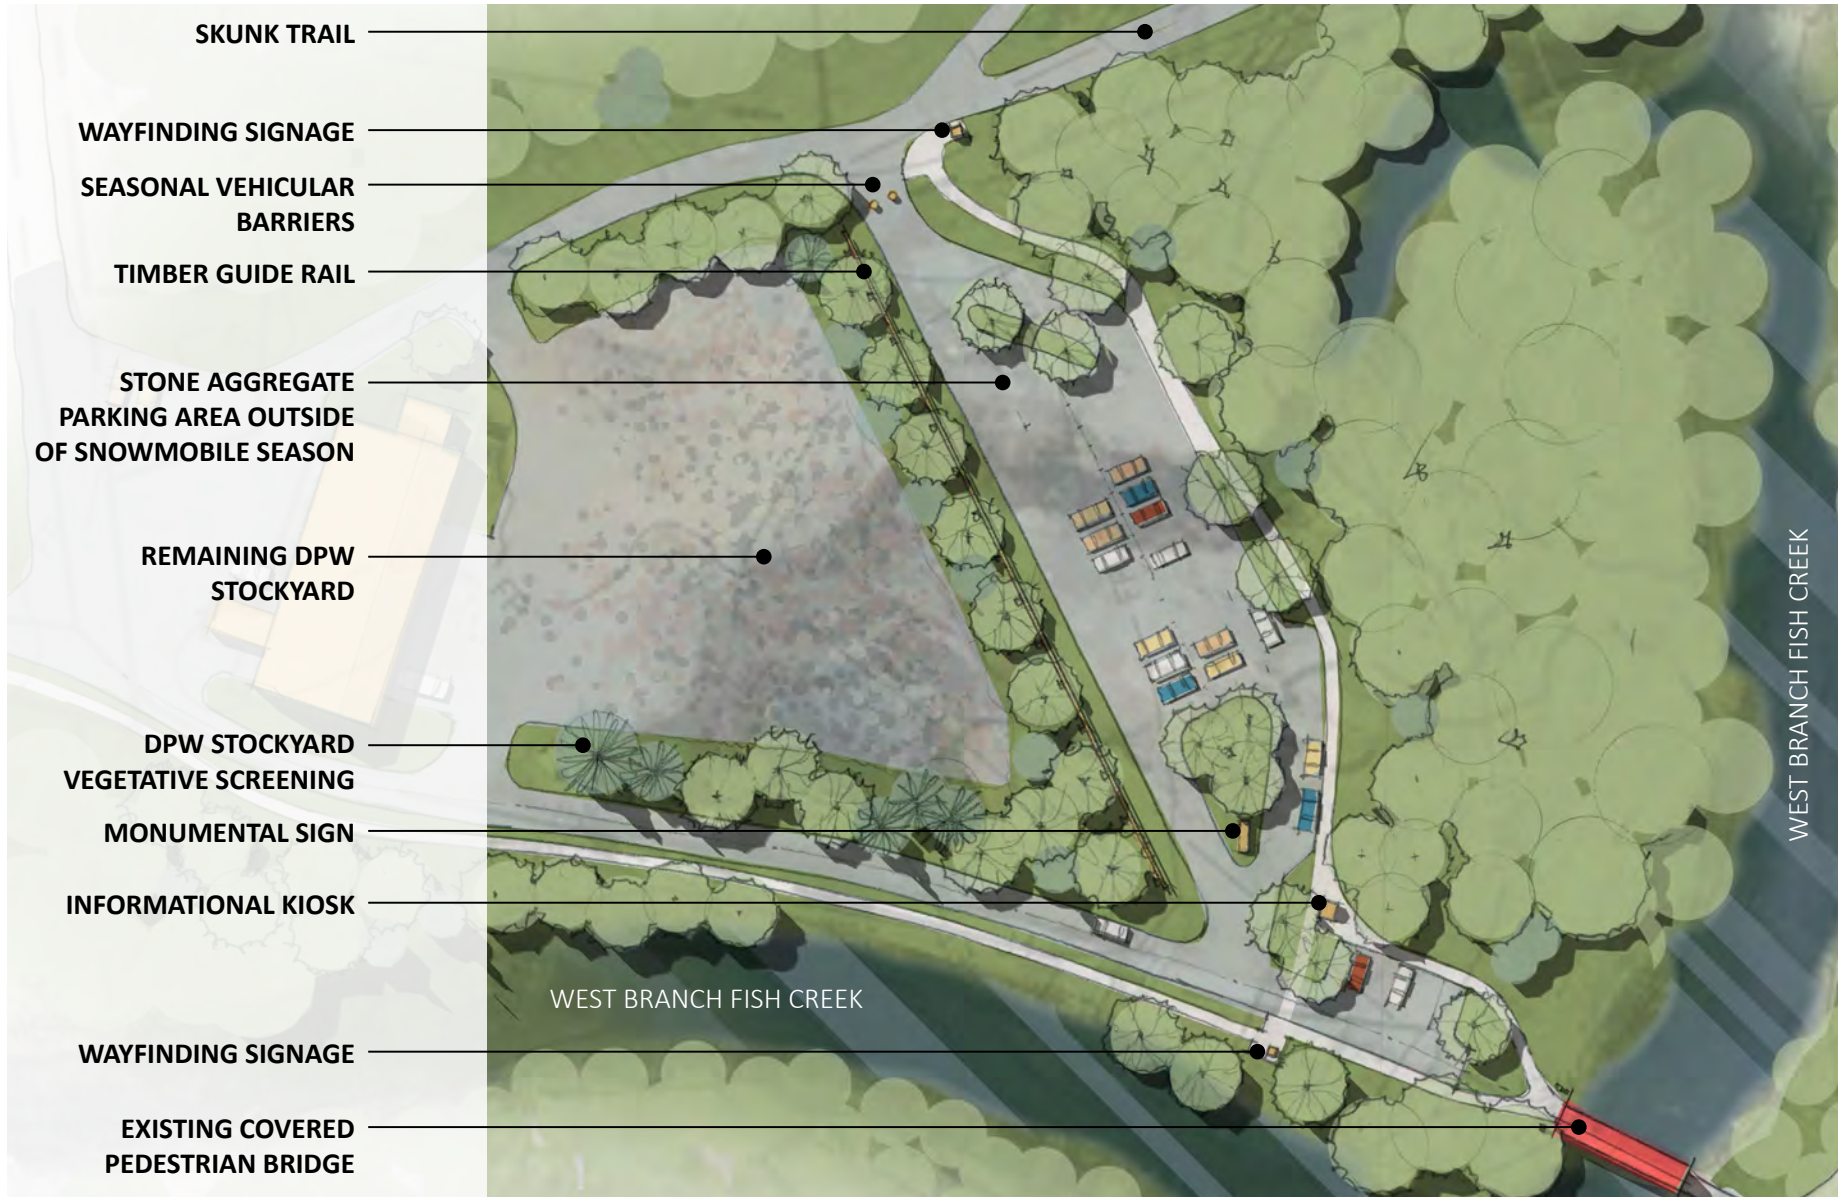 SKUNK TRAIL
WAYFINDING SIGNAGE
SEASONAL VEHICULAR
BARRIERS
TIMBER GUIDE RAIL
STONE AGGREGATE
PARKING AREA OUTSIDE
OF SNOWMOBILE SEASON
REMAINING DPW
STOCKYARD
DPW STOCKYARD
VEGETATIVE SCREENING
MONUMENTAL SIGN
INFORMATIONAL KIOSK
WAYFINDING SIGNAGE
EXISTING COVERED
PEDESTRIAN BRIDGE
WEST BRANCH FISH CREEK
WEST BRANCH FISH CREEK